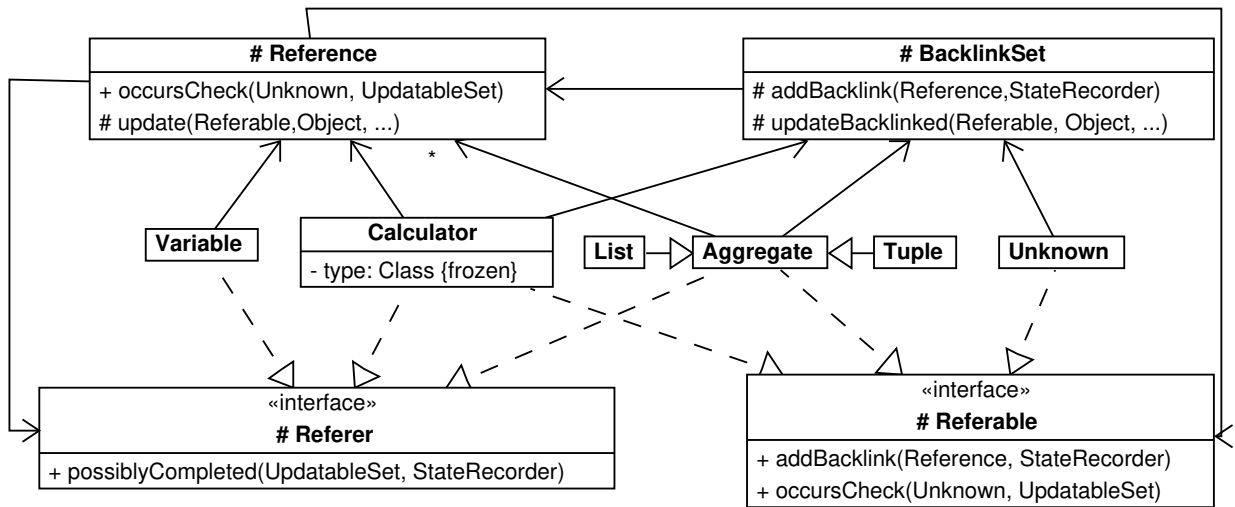 # Reference
+ occursCheck(Unknown, UpdatableSet)
# update(Referable,Object, ...)
# BacklinkSet
# addBacklink(Reference,StateRecorder)
# updateBacklinked(Referable, Object, ...)
*
Variable
Calculator
- type: Class {frozen}
List
Aggregate
Tuple
Unknown
«interface»
# Referer
+ possiblyCompleted(UpdatableSet, StateRecorder)
«interface»
# Referable
+ addBacklink(Reference, StateRecorder)
+ occursCheck(Unknown, UpdatableSet)